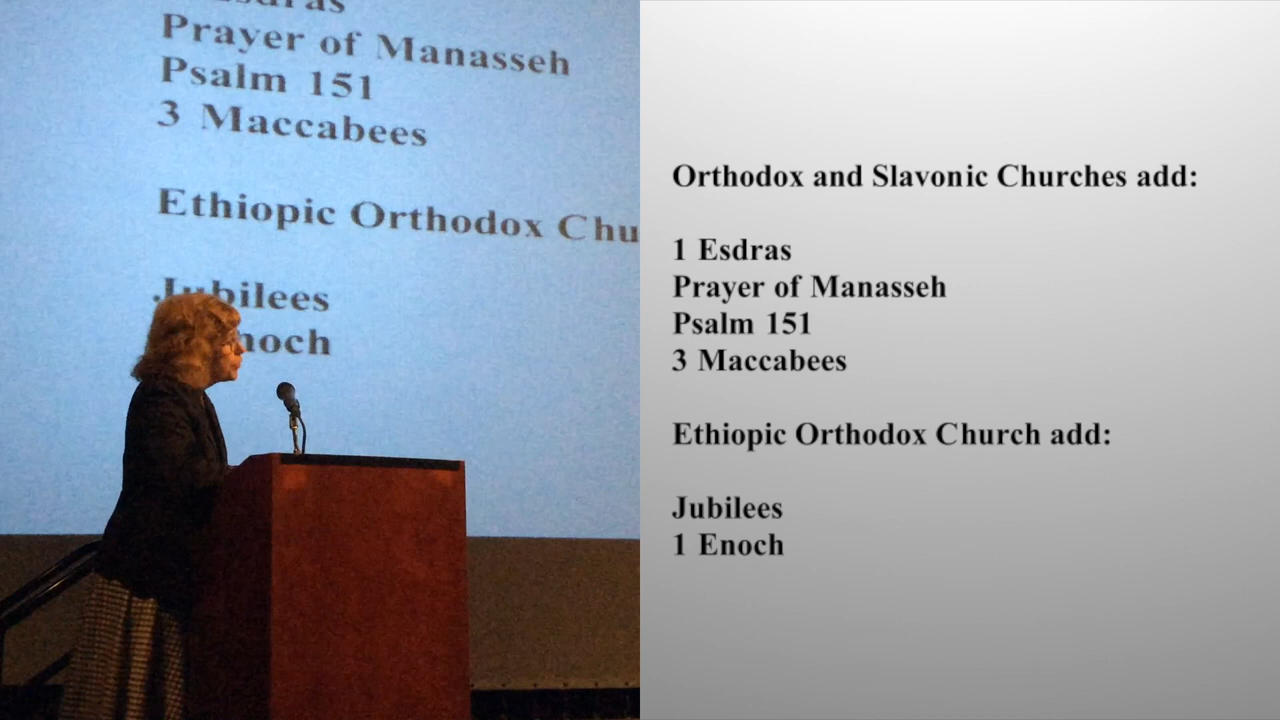 Esdras
Prayer of Manasseh
Psalm 151
3 Maccabees
Ethiopic Orthodox Chu
Jubilees
noch
Orthodox and Slavonic Churches add:
1 Esdras
Prayer of Manasseh
Psalm 151
3 Maccabees
Ethiopic Orthodox Church add:
Jubilees
1 Enoch